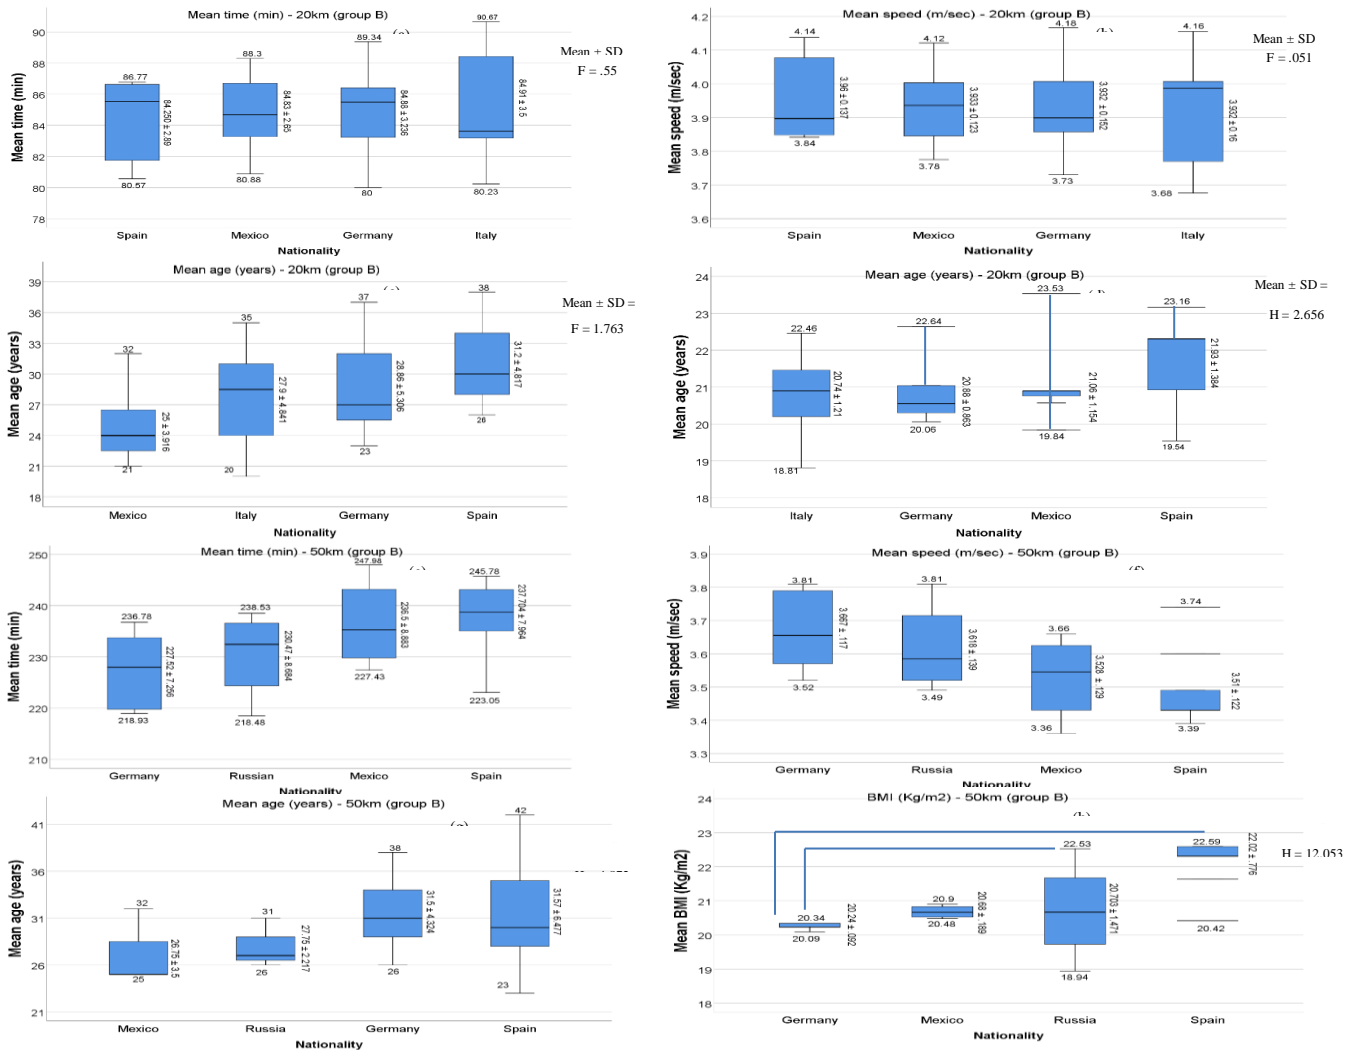 Mean time (min) - 20km (group B)
Mean ± SD
F = .55
Mean time (min)
90
88
86
84
82
80
78
86.77
84.250 ± 2.89
80.57
88.3
84.83 ± 2.65
80.88
89.34
84.88 ± 3.236
80
90.67
84.91 ± 3.5
80.23
Spain Mexico Germany Italy
Nationality
Mean speed (m/sec) - 20km (group B)
Mean ± SD
F = .051
Mean speed (m/sec)
4.2
4.1
4.0
3.9
3.8
3.7
3.6
4.14
3.96 ± 0.137
3.84
4.12
3.933 ± 0.123
3.78
4.18
3.932 ± 0.152
3.73
4.16
3.932 ± 0.16
3.68
Spain Mexico Germany Italy
Nationality
Mean age (years) - 20km (group B)
Mean ± SD =
F = 1.763
Mean age (years)
39
36
33
30
27
24
21
18
32
25 ± 3.916
21
35
27.9 ± 4.841
20
37
28.86 ± 5.306
23
38
31.2 ± 4.817
26
Mexico Italy Germany Spain
Nationality
Mean age (years) - 20km (group B)
Mean ± SD =
H = 2.656
Mean age (years)
24
23
22
21
20
19
18
22.46
20.74 ± 1.21
18.81
22.64
20.88 ± 0.863
20.06
23.53
21.06 ± 1.154
19.84
23.16
21.93 ± 1.384
19.54
Italy Germany Mexico Spain
Nationality
Mean time (min) - 50km (group B)
Mean time (min)
250
240
230
220
210
236.78
227.52 ± 7.256
218.93
238.53
230.47 ± 8.684
218.48
247.98
236.5 ± 8.883
227.43
245.78
237.704 ± 7.964
223.05
Germany Russian Mexico Spain
Nationality
Mean speed (m/sec) - 50km (group B)
Mean speed (m/sec)
3.9
3.8
3.7
3.6
3.5
3.4
3.3
3.81
3.667 ± .117
3.52
3.81
3.618 ± .139
3.49
3.66
3.528 ± .129
3.36
3.74
3.51 ± .122
3.39
Germany Russia Mexico Spain
Nationality
Mean age (years) - 50km (group B)
Mean age (years)
41
36
31
26
21
32
26.75 ± 3.5
25
31
27.75 ± 2.217
26
38
31.5 ± 4.324
26
42
31.57 ± 6.477
23
Mexico Russia Germany Spain
Nationality
BMI (Kg/m2) - 50km (group B)
H = 12.053
Mean BMI (Kg/m2)
24
23
22
21
20
19
18
20.34
20.24 ± .092
20.09
20.9
20.68 ± .189
20.48
22.53
20.703 ± 1.471
18.94
22.59
22.02 ± .776
20.42
Germany Mexico Russia Spain
Nationality